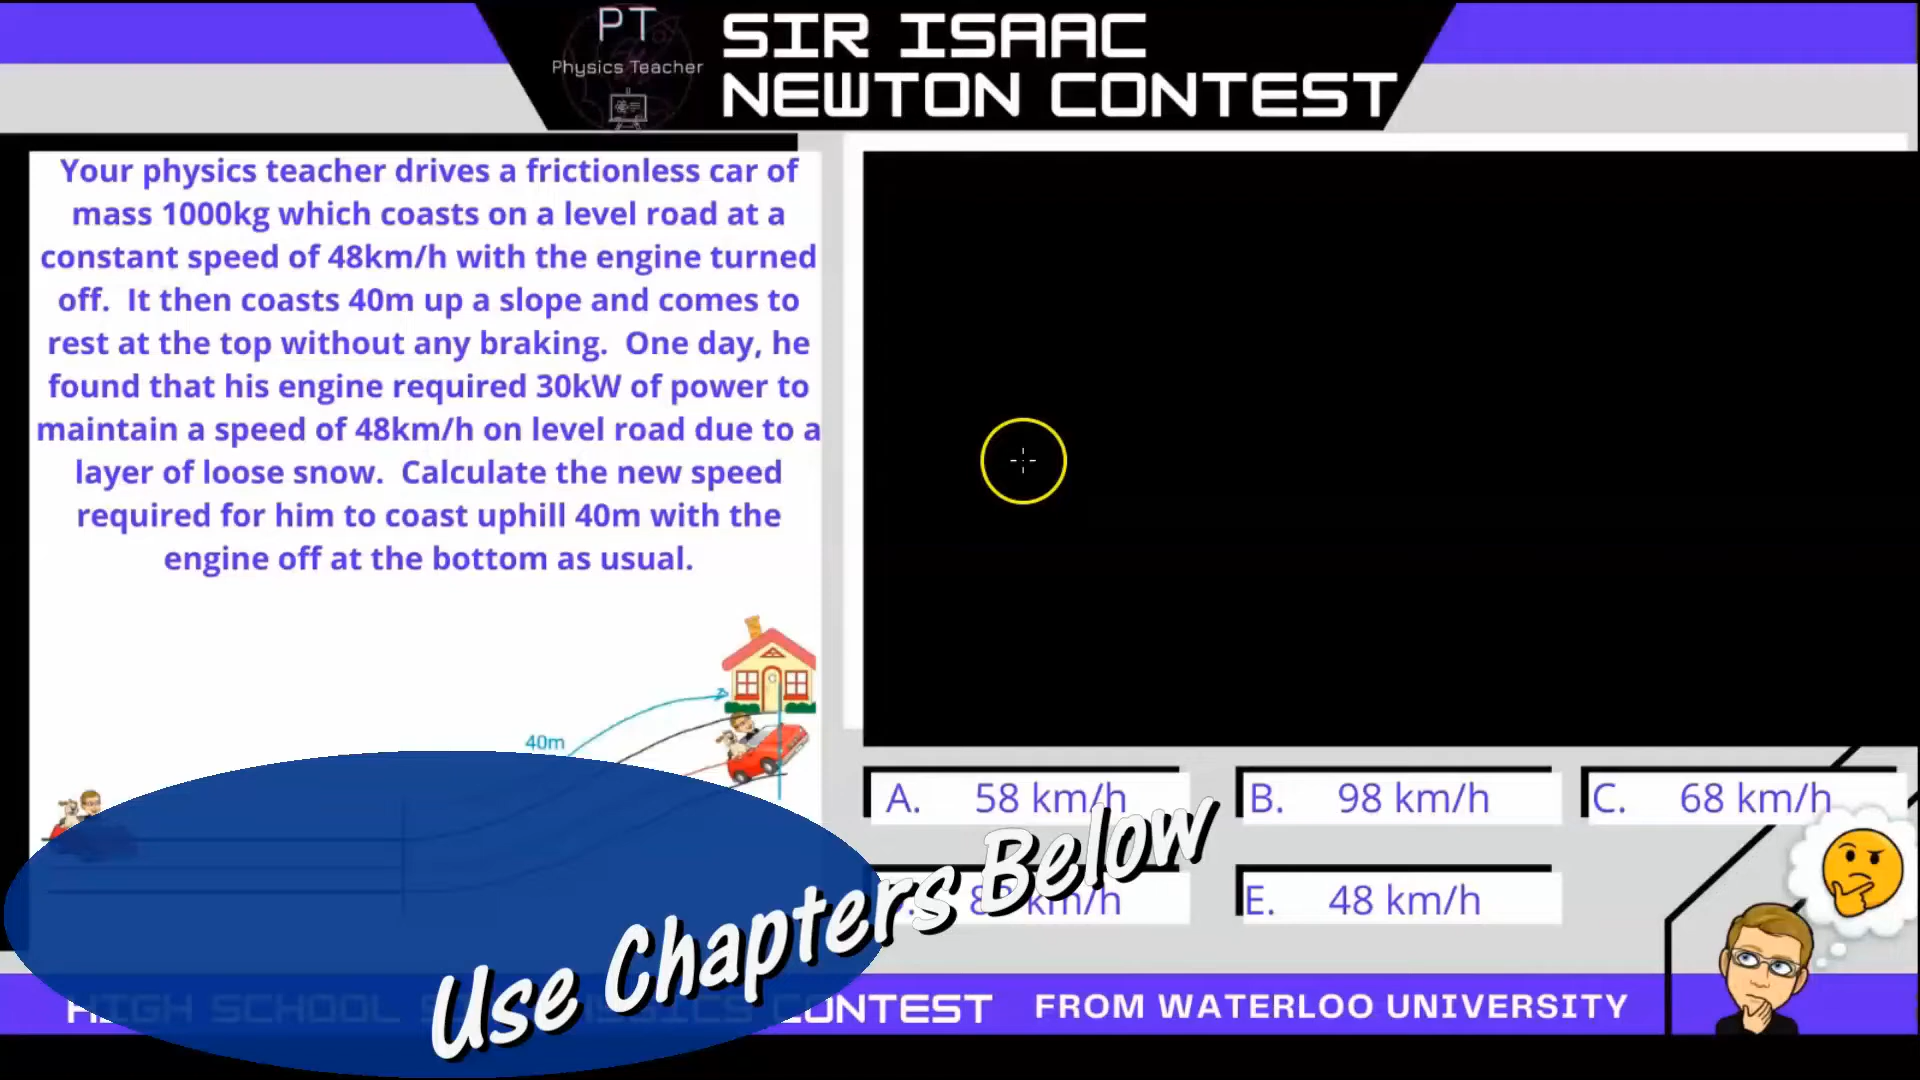 PT
Physics Teacher
SIR ISAAC
NEWTON CONTEST
Your physics teacher drives a frictionless car of
mass 1000kg which coasts on a level road at a
constant speed of 48km/h with the engine turned
off.  It then coasts 40m up a slope and comes to
rest at the top without any braking.  One day, he
found that his engine required 30kW of power to
maintain a speed of 48km/h on level road due to a
layer of loose snow.  Calculate the new speed
required for him to coast uphill 40m with the
engine off at the bottom as usual.
40m
A. 58 km/h
B. 98 km/h
C. 68 km/h
km/h
E. 48 km/h
Use Chapters Below
HIGH SCHOOL CONTEST
FROM WATERLOO UNIVERSITY